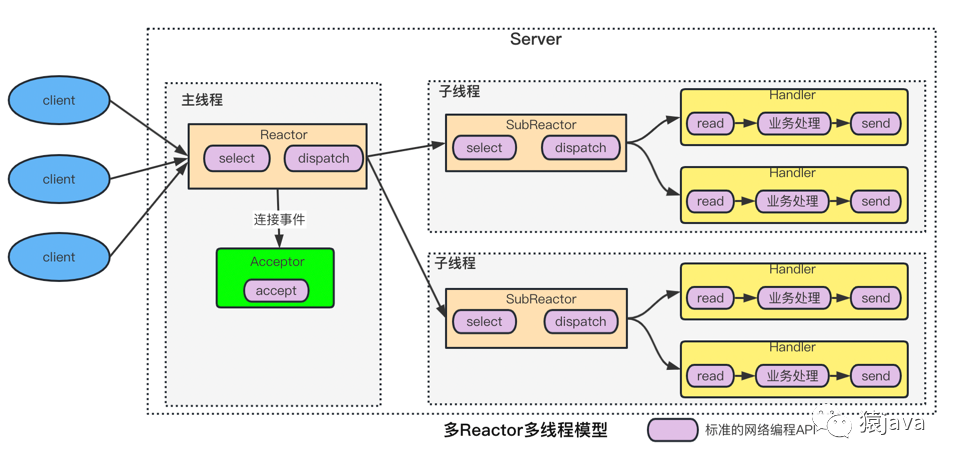 Server
client
client
client
主线程
Reactor
select
dispatch
连接事件
Acceptor
accept
子线程
SubReactor
select
dispatch
Handler
read
业务处理
send
Handler
read
业务处理
send
子线程
SubReactor
select
dispatch
Handler
read
业务处理
send
Handler
read
业务处理
send
多Reactor多线程模型
标准的网络编程API
猿java